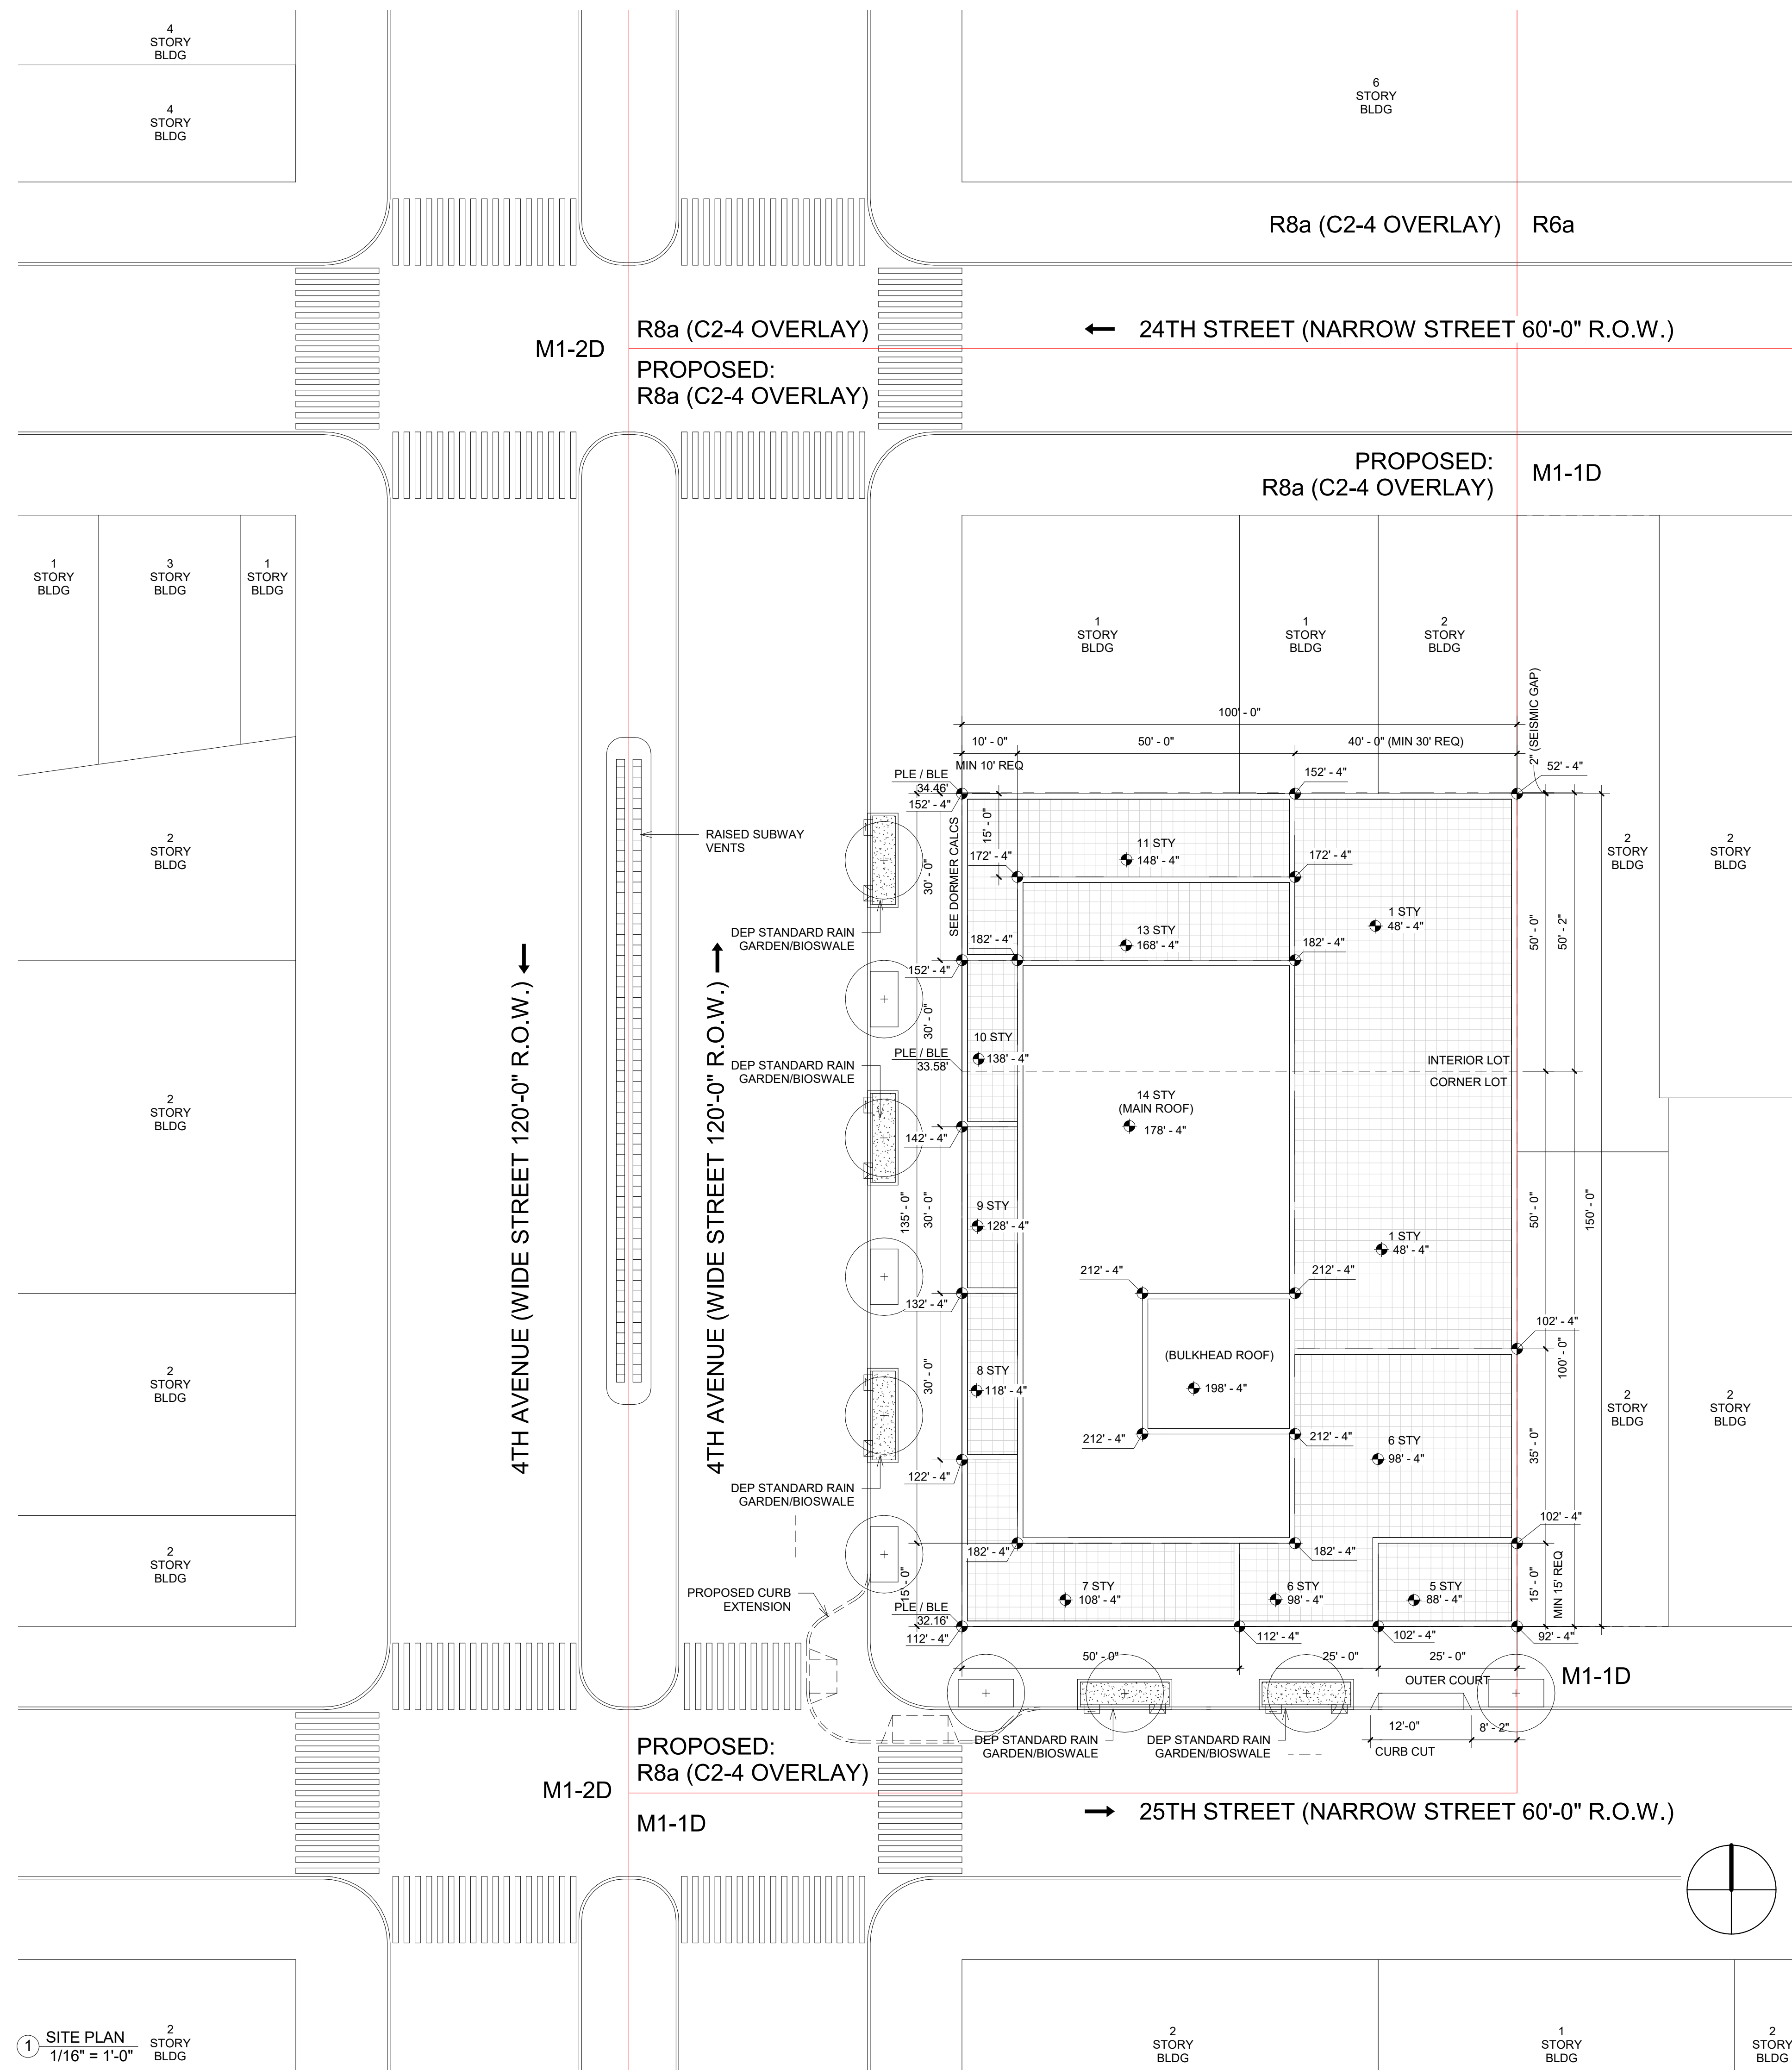 4
STORY
BLDG
4
STORY
BLDG
6
STORY
BLDG
R8a (C2-4 OVERLAY)
R6a
R8a (C2-4 OVERLAY)
24TH STREET (NARROW STREET 60'-0" R.O.W.)
M1-2D
PROPOSED:
R8a (C2-4 OVERLAY)
PROPOSED:
R8a (C2-4 OVERLAY)
M1-1D
1
STORY
BLDG
3
STORY
BLDG
1
STORY
BLDG
1
STORY
BLDG
1
STORY
BLDG
2
STORY
BLDG
2" (SEISMIC GAP)
100' - 0"
10' - 0"
50' - 0"
40' - 0" (MIN 30' REQ)
MIN 10' REQ
PLE / BLE
34.46'
152' - 4"
152' - 4"
52' - 4"
RAISED SUBWAY
VENTS
2
STORY
BLDG
SEE DORMER CALCS
30' - 0"
15' - 0"
11 STY
148' - 4"
172' - 4"
172' - 4"
2
STORY
BLDG
2
STORY
BLDG
DEP STANDARD RAIN
GARDEN/BIOSWALE
13 STY
168' - 4"
182' - 4"
182' - 4"
1 STY
48' - 4"
50' - 0"
50' - 2"
152' - 4"
4TH AVENUE (WIDE STREET 120'-0" R.O.W.)
4TH AVENUE (WIDE STREET 120'-0" R.O.W.)
30' - 0"
10 STY
138' - 4"
PLE / BLE
33.58'
DEP STANDARD RAIN
GARDEN/BIOSWALE
INTERIOR LOT
CORNER LOT
2
STORY
BLDG
14 STY
(MAIN ROOF)
178' - 4"
142' - 4"
135' - 0"
30' - 0"
9 STY
128' - 4"
50' - 0"
150' - 0"
1 STY
48' - 4"
212' - 4"
212' - 4"
132' - 4"
102' - 4"
100' - 0"
2
STORY
BLDG
30' - 0"
8 STY
118' - 4"
(BULKHEAD ROOF)
198' - 4"
2
STORY
BLDG
2
STORY
BLDG
212' - 4"
212' - 4"
6 STY
98' - 4"
35' - 0"
122' - 4"
DEP STANDARD RAIN
GARDEN/BIOSWALE
102' - 4"
2
STORY
BLDG
182' - 4"
182' - 4"
PROPOSED CURB
EXTENSION
15' - 0"
7 STY
108' - 4"
6 STY
98' - 4"
5 STY
88' - 4"
15' - 0"
MIN 15' REQ
PLE / BLE
32.16'
112' - 4"
112' - 4"
102' - 4"
92' - 4"
50' - 0"
25' - 0"
25' - 0"
OUTER COURT
M1-1D
DEP STANDARD RAIN
GARDEN/BIOSWALE
DEP STANDARD RAIN
GARDEN/BIOSWALE
12'-0"
8' - 2"
CURB CUT
PROPOSED:
R8a (C2-4 OVERLAY)
M1-2D
M1-1D
25TH STREET (NARROW STREET 60'-0" R.O.W.)
1
SITE PLAN
1/16" = 1'-0"
2
STORY
BLDG
2
STORY
BLDG
1
STORY
BLDG
2
STORY
BLDG